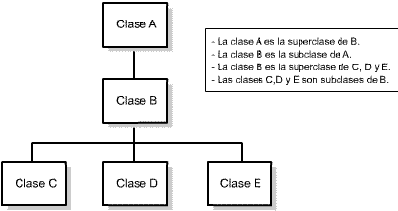 Clase A
- La clase A es la superclase de B.
- La clase B es la subclase de A.
- La clase B es la superclase de C, D y E.
- Las clases C,D y E son subclases de B.
Clase B
Clase C
Clase D
Clase E